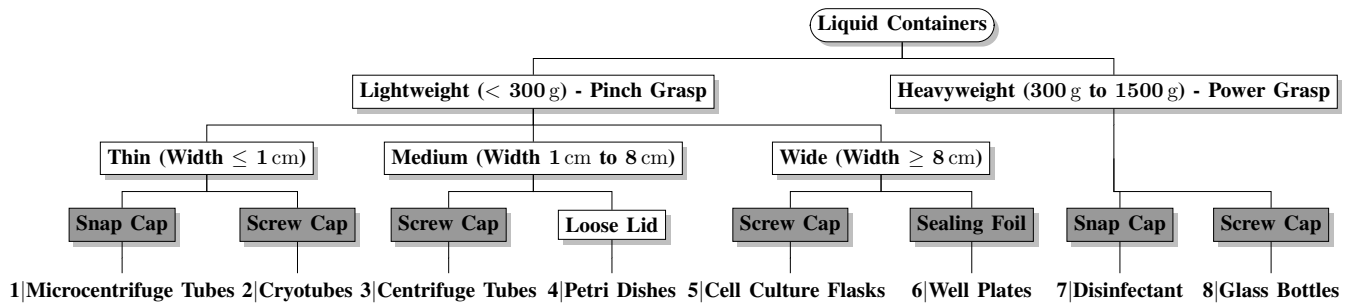 Liquid Containers
Lightweight (< 300 g) - Pinch Grasp
Heavyweight (300 g to 1500 g) - Power Grasp
Thin (Width ≤ 1 cm)
Medium (Width 1 cm to 8 cm)
Wide (Width ≥ 8 cm)
Snap Cap
Screw Cap
Screw Cap
Loose Lid
Screw Cap
Sealing Foil
Snap Cap
Screw Cap
1|Microcentrifuge Tubes
2|Cryotubes
3|Centrifuge Tubes
4|Petri Dishes
5|Cell Culture Flasks
6|Well Plates
7|Disinfectant
8|Glass Bottles